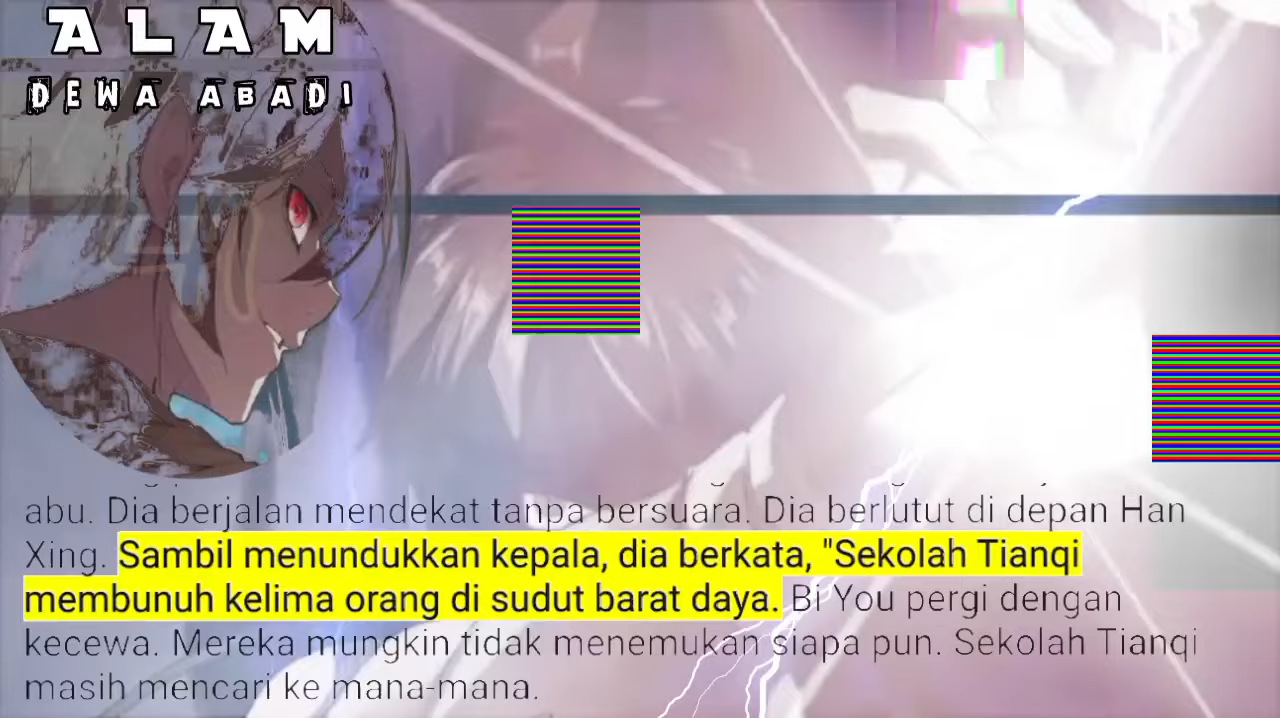 ALAM
DEWA ABADI
abu. Dia berjalan mendekat tanpa bersuara. Dia berlutut di depan Han
Xing. Sambil menundukkan kepala, dia berkata, "Sekolah Tianqi
membunuh kelima orang di sudut barat daya. Bi You pergi dengan
kecewa. Mereka mungkin tidak menemukan siapa pun. Sekolah Tianqi
masih mencari ke mana-mana.